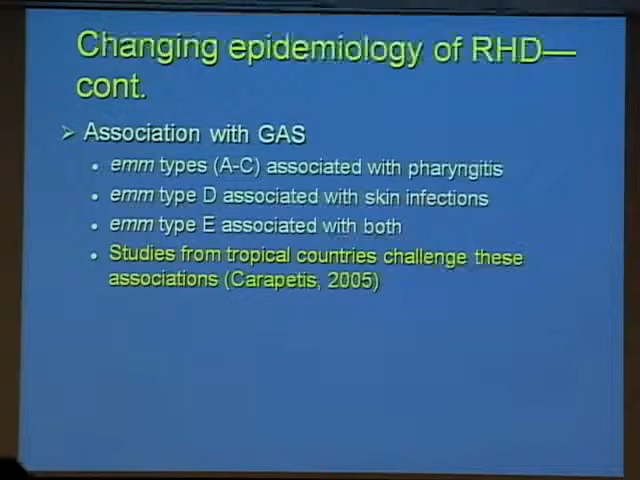 Changing epidemiology of RHD—
cont.
➢ Association with GAS
• emm types (A-C) associated with pharyngitis
• emm type D associated with skin infections
• emm type E associated with both
• Studies from tropical countries challenge these
associations (Carapetis, 2005)